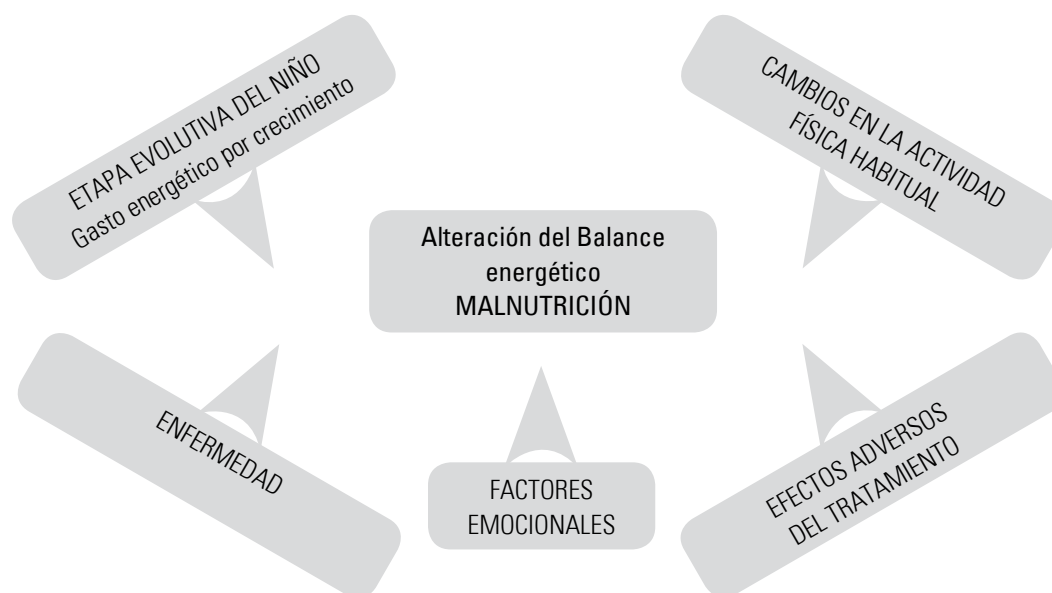 ETAPA EVOLUTIVA DEL NIÑO
Gasto energético por crecimiento
CAMBIOS EN LA ACTIVIDAD
FÍSICA HABITUAL
Alteración del Balance
energético
MALNUTRICIÓN
ENFERMEDAD
FACTORES
EMOCIONALES
EFECTOS ADVERSOS
DEL TRATAMIENTO